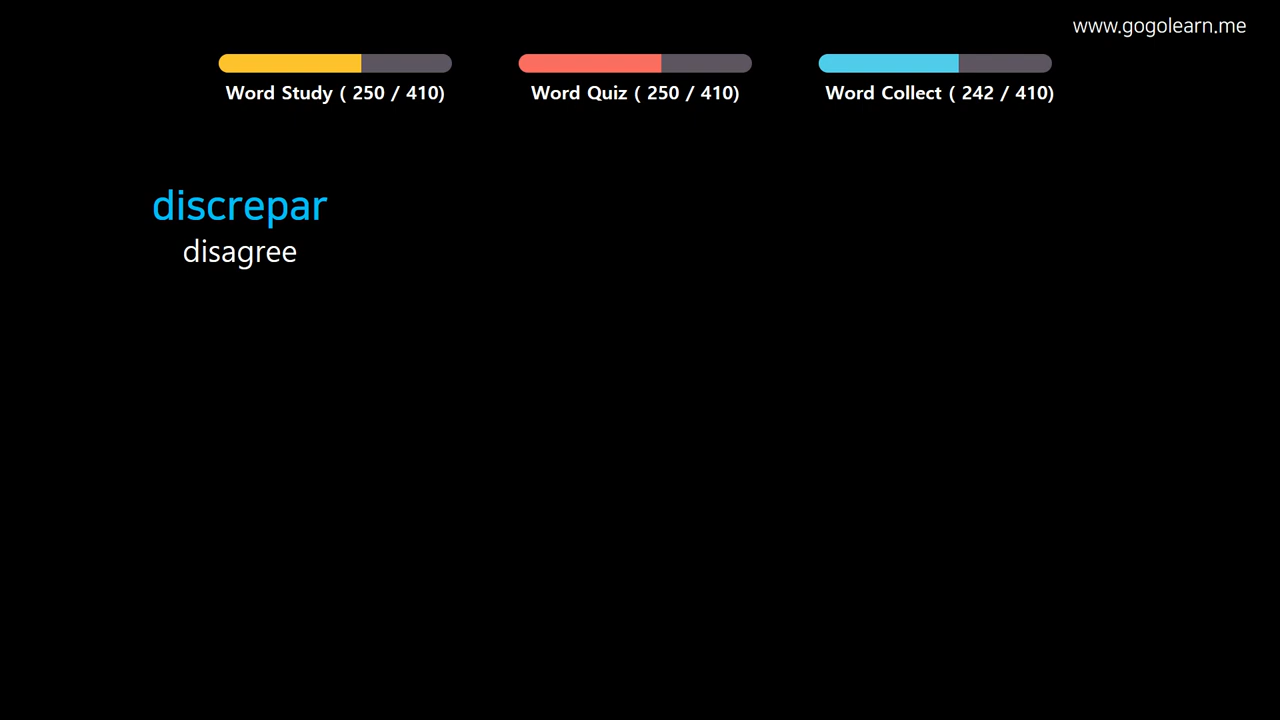 www.gogolearn.me
Word Study ( 250 / 410)
Word Quiz ( 250 / 410)
Word Collect ( 242 / 410)
discrepar
disagree